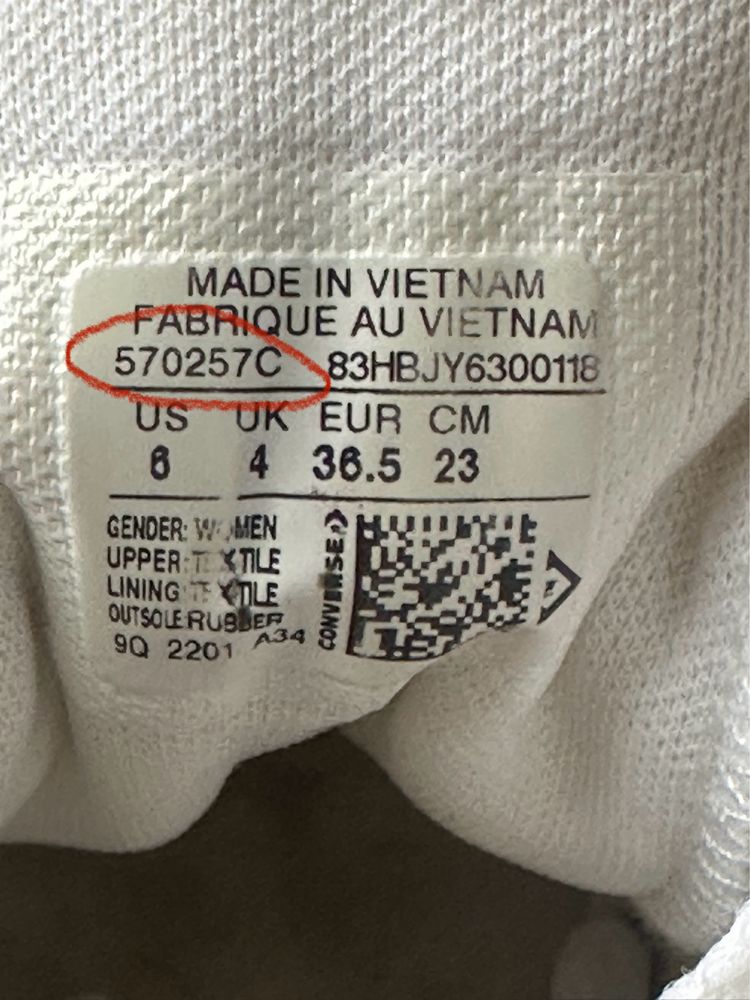 MADE IN VIETNAM
FABRIQUE AU VIETNAM
570257C 83HBJY6300118
US UK EUR CM
6 4 36.5 23
GENDER: WOMEN
UPPER: TEXTILE
LINING TEXTILE
OUTSOLE RUBBER
9Q 2201 A34
CONVERSE